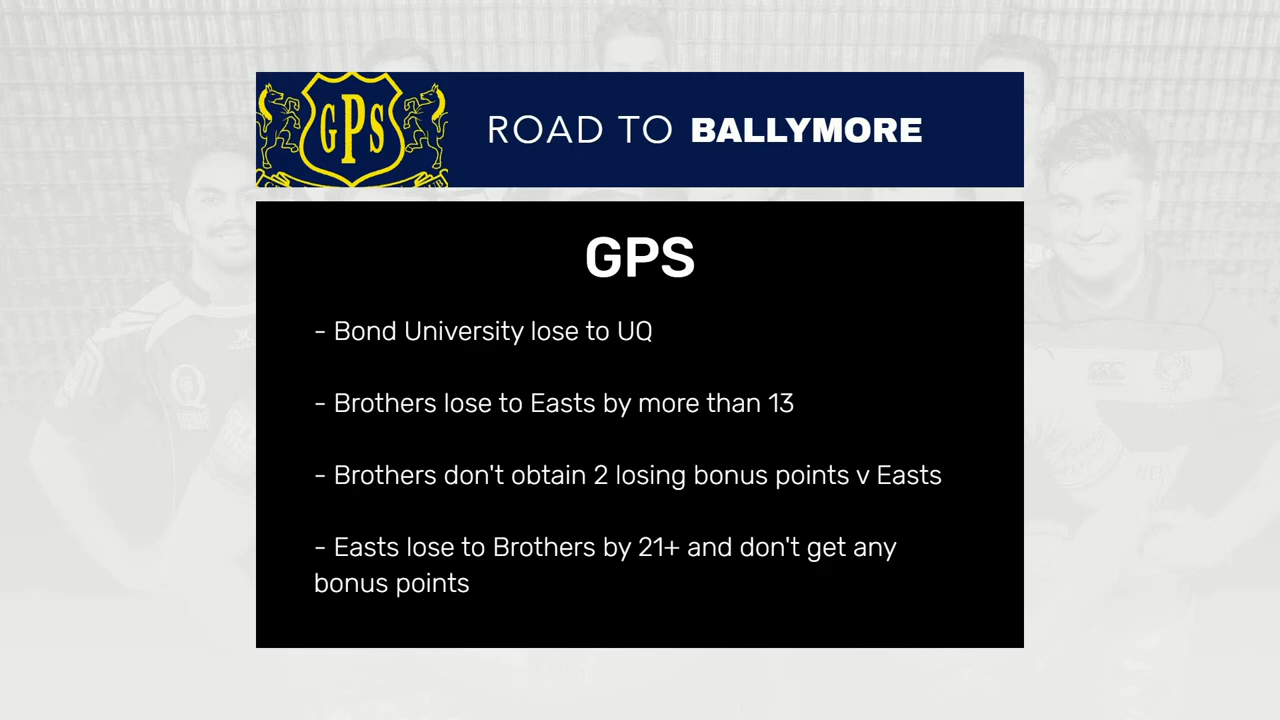 GPS
ROAD TO BALLYMORE
GPS
- Bond University lose to UQ
- Brothers lose to Easts by more than 13
- Brothers don't obtain 2 losing bonus points v Easts
- Easts lose to Brothers by 21+ and don't get any
bonus points